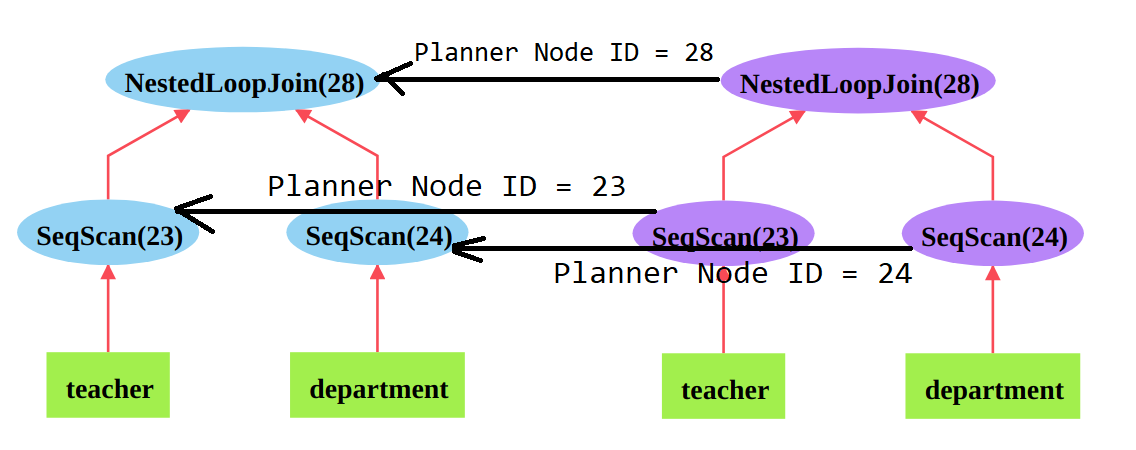 Planner Node ID = 28
NestedLoopJoin(28)
NestedLoopJoin(28)
Planner Node ID = 23
SeqScan(23)
SeqScan(24)
SeqScan(23)
SeqScan(24)
Planner Node ID = 24
teacher
department
teacher
department